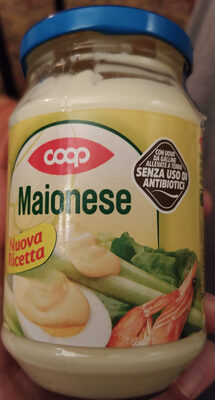 coop
CON UOVA
DA GALLINE
ALLEVATE A TERRA
SENZA USO DI
ANTIBIOTICI
Maionese
Nuova
Ricetta